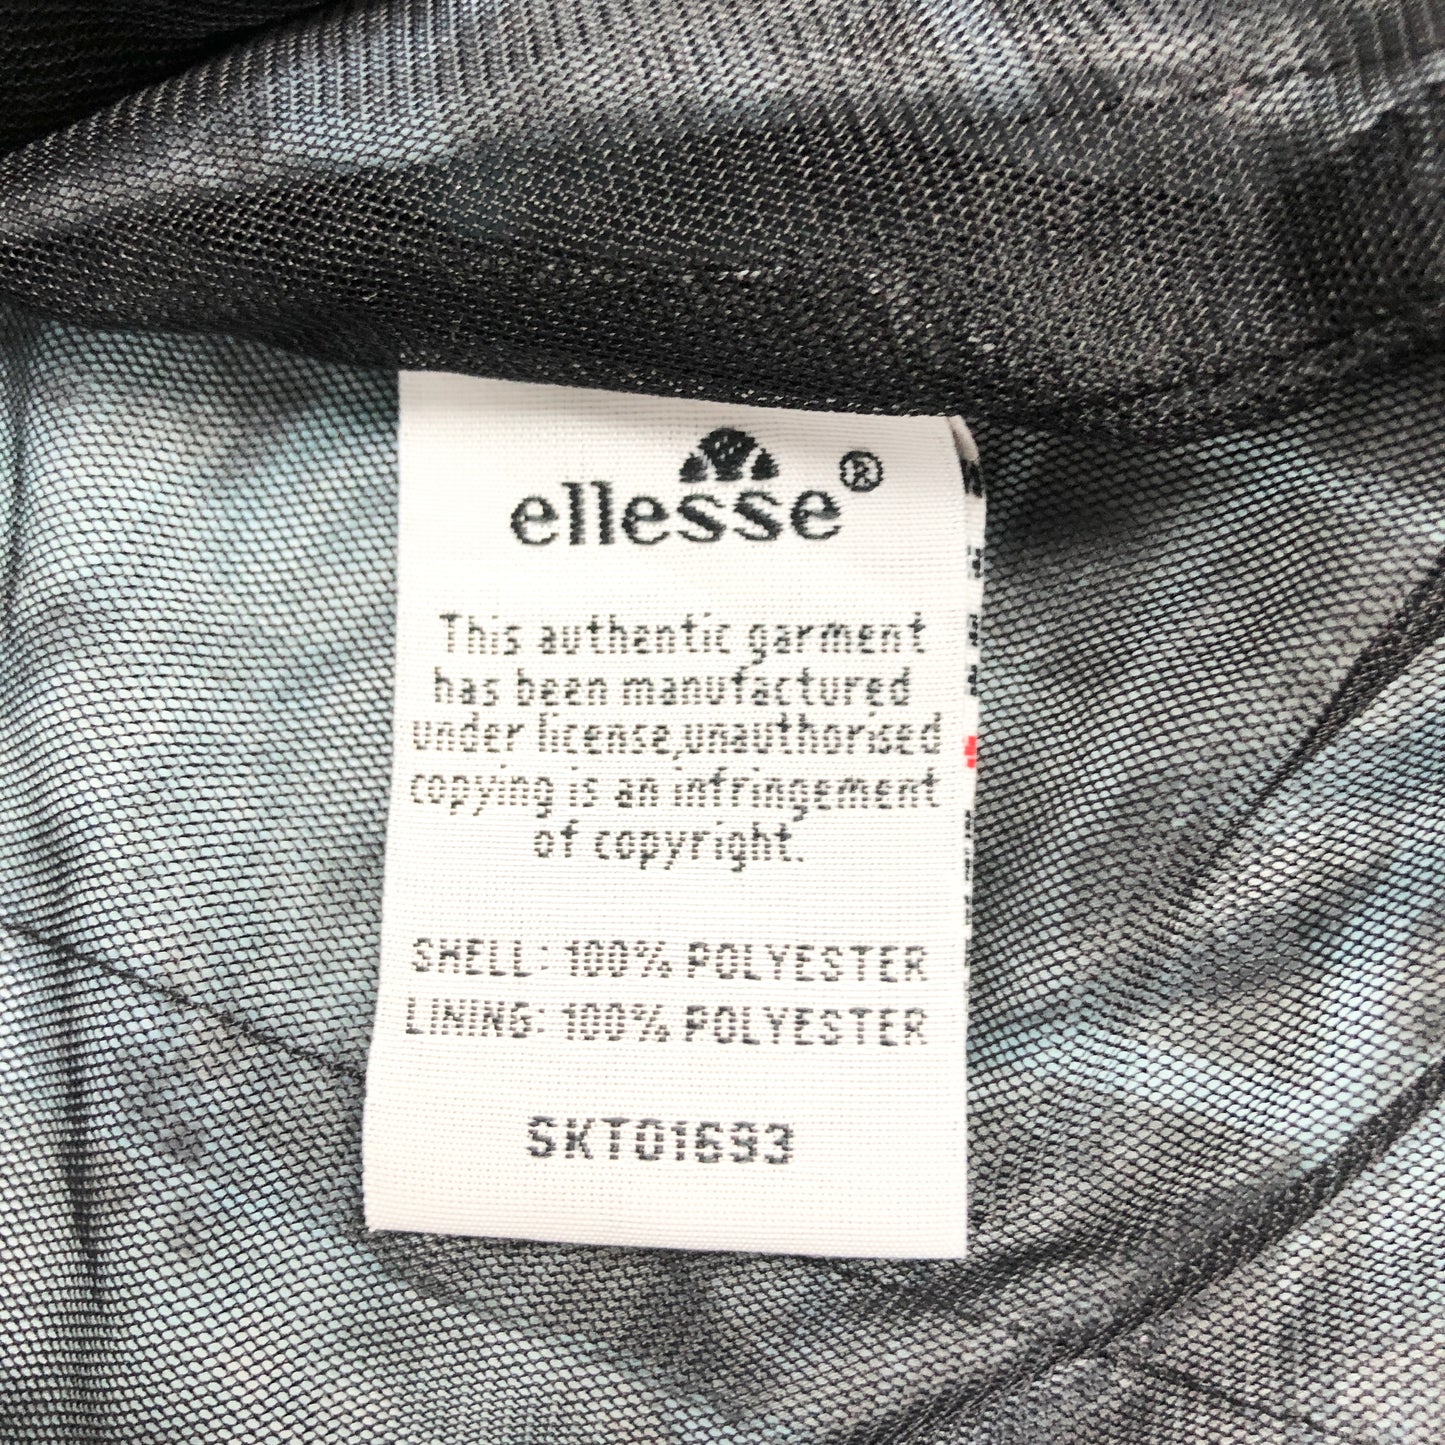 ellesse®
This authentic garment
has been manufactured
under license,unauthorised
copying is an infringement
of copyright.
SHELL: 100% POLYESTER
LINING: 100% POLYESTER
SKT01693